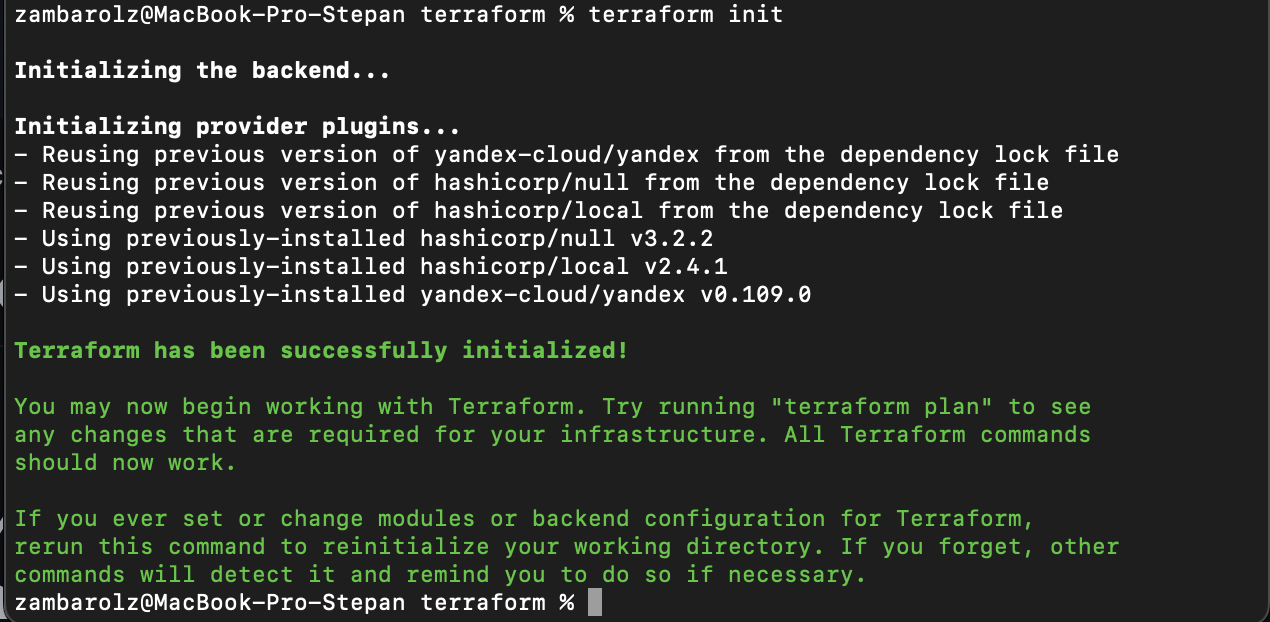 zambarolz@MacBook-Pro-Stepan terraform % terraform init
Initializing the backend...
Initializing provider plugins...
- Reusing previous version of yandex-cloud/yandex from the dependency lock file
- Reusing previous version of hashicorp/null from the dependency lock file
- Reusing previous version of hashicorp/local from the dependency lock file
- Using previously-installed hashicorp/null v3.2.2
- Using previously-installed hashicorp/local v2.4.1
- Using previously-installed yandex-cloud/yandex v0.109.0
Terraform has been successfully initialized!
You may now begin working with Terraform. Try running "terraform plan" to see
any changes that are required for your infrastructure. All Terraform commands
should now work.
If you ever set or change modules or backend configuration for Terraform,
rerun this command to reinitialize your working directory. If you forget, other
commands will detect it and remind you to do so if necessary.
zambarolz@MacBook-Pro-Stepan terraform %